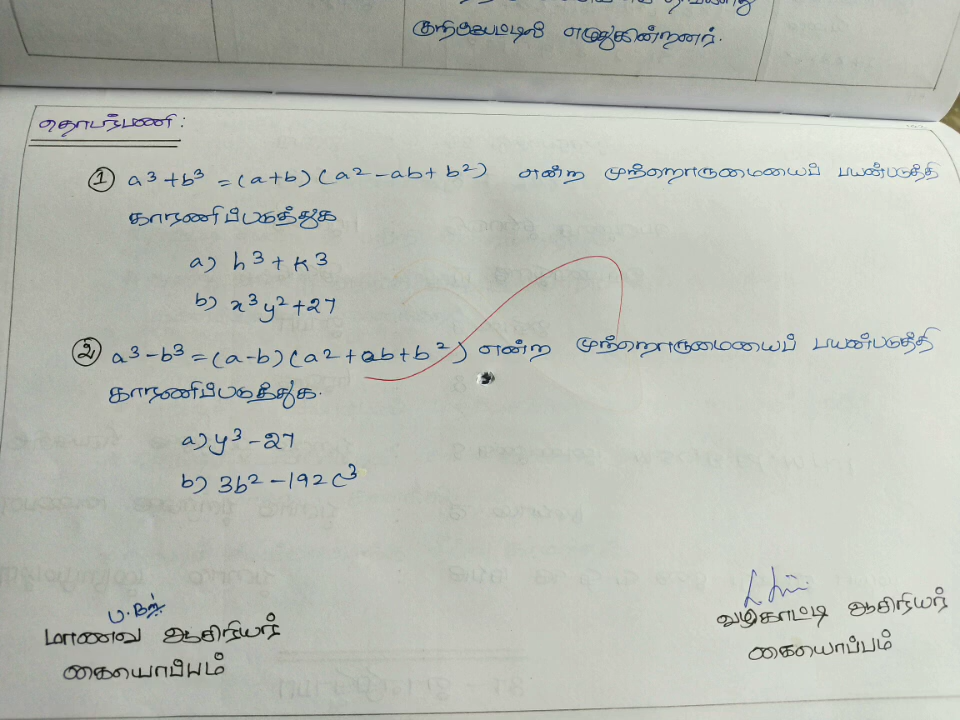 குறிப்பேட்டில் எழுதுகின்றனர்.
தொடர்பணி:
① a³+b³ = (a+b) (a²-ab+b²) என்ற முற்றொருமையைப் பயன்படுத்தி
காரணிப்படுத்துக
a) h³ + k³
b) x³y²+27
② a³-b³ = (a-b) (a²+ab+b²) என்ற முற்றொருமையைப் பயன்படுத்தி
காரணிப்படுத்துக.
a) y³-27
b) 3b²-192c³
மாணவ ஆசிரியர்
கையொப்பம்
வழிகாட்டி ஆசிரியர்
கையொப்பம்